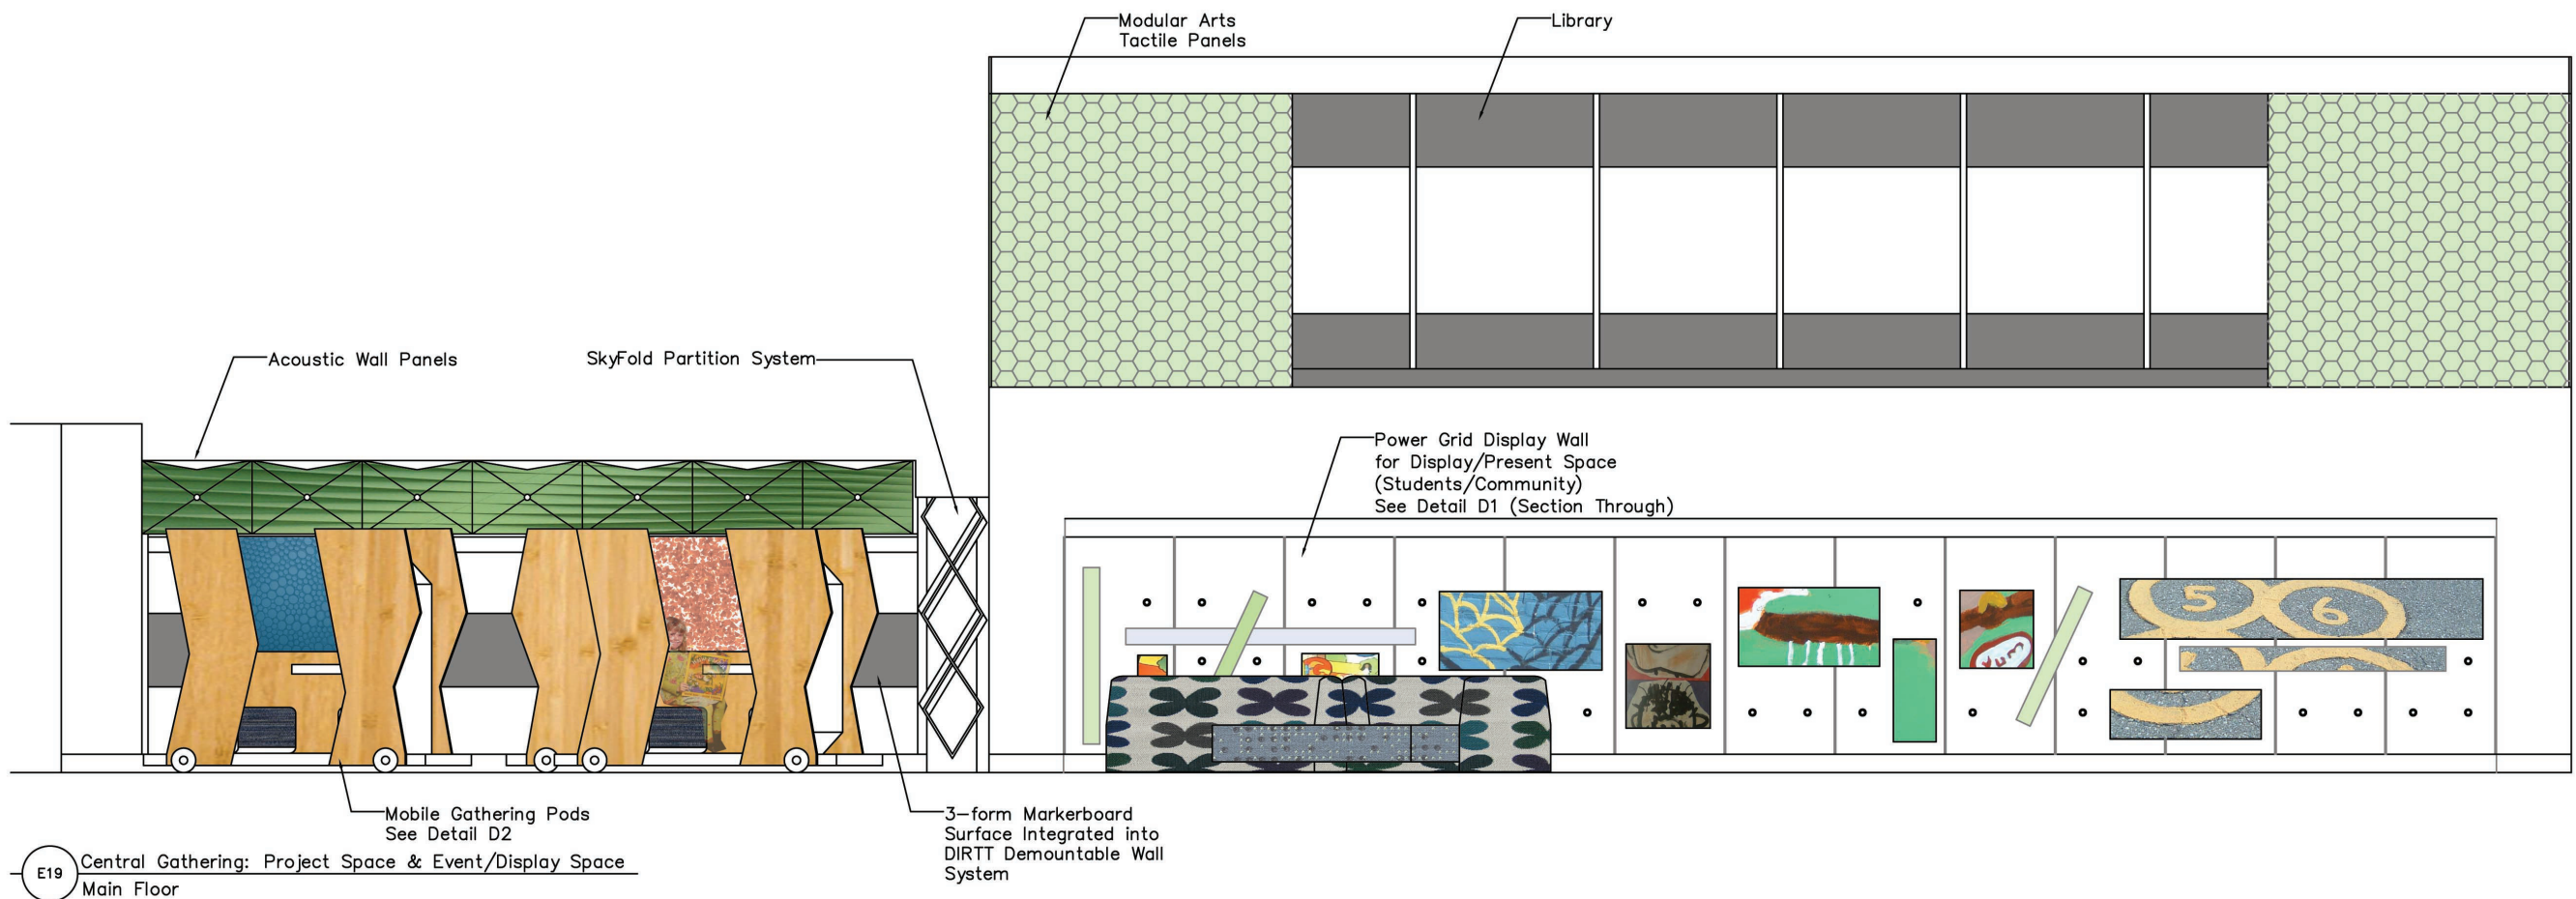 Modular Arts
Tactile Panels
Library
Acoustic Wall Panels
SkyFold Partition System
Power Grid Display Wall
for Display/Present Space
(Students/Community)
See Detail D1 (Section Through)
5
6
Mobile Gathering Pods
See Detail D2
3-form Markerboard
Surface Integrated into
DIRTT Demountable Wall
System
E19
Central Gathering: Project Space & Event/Display Space
Main Floor